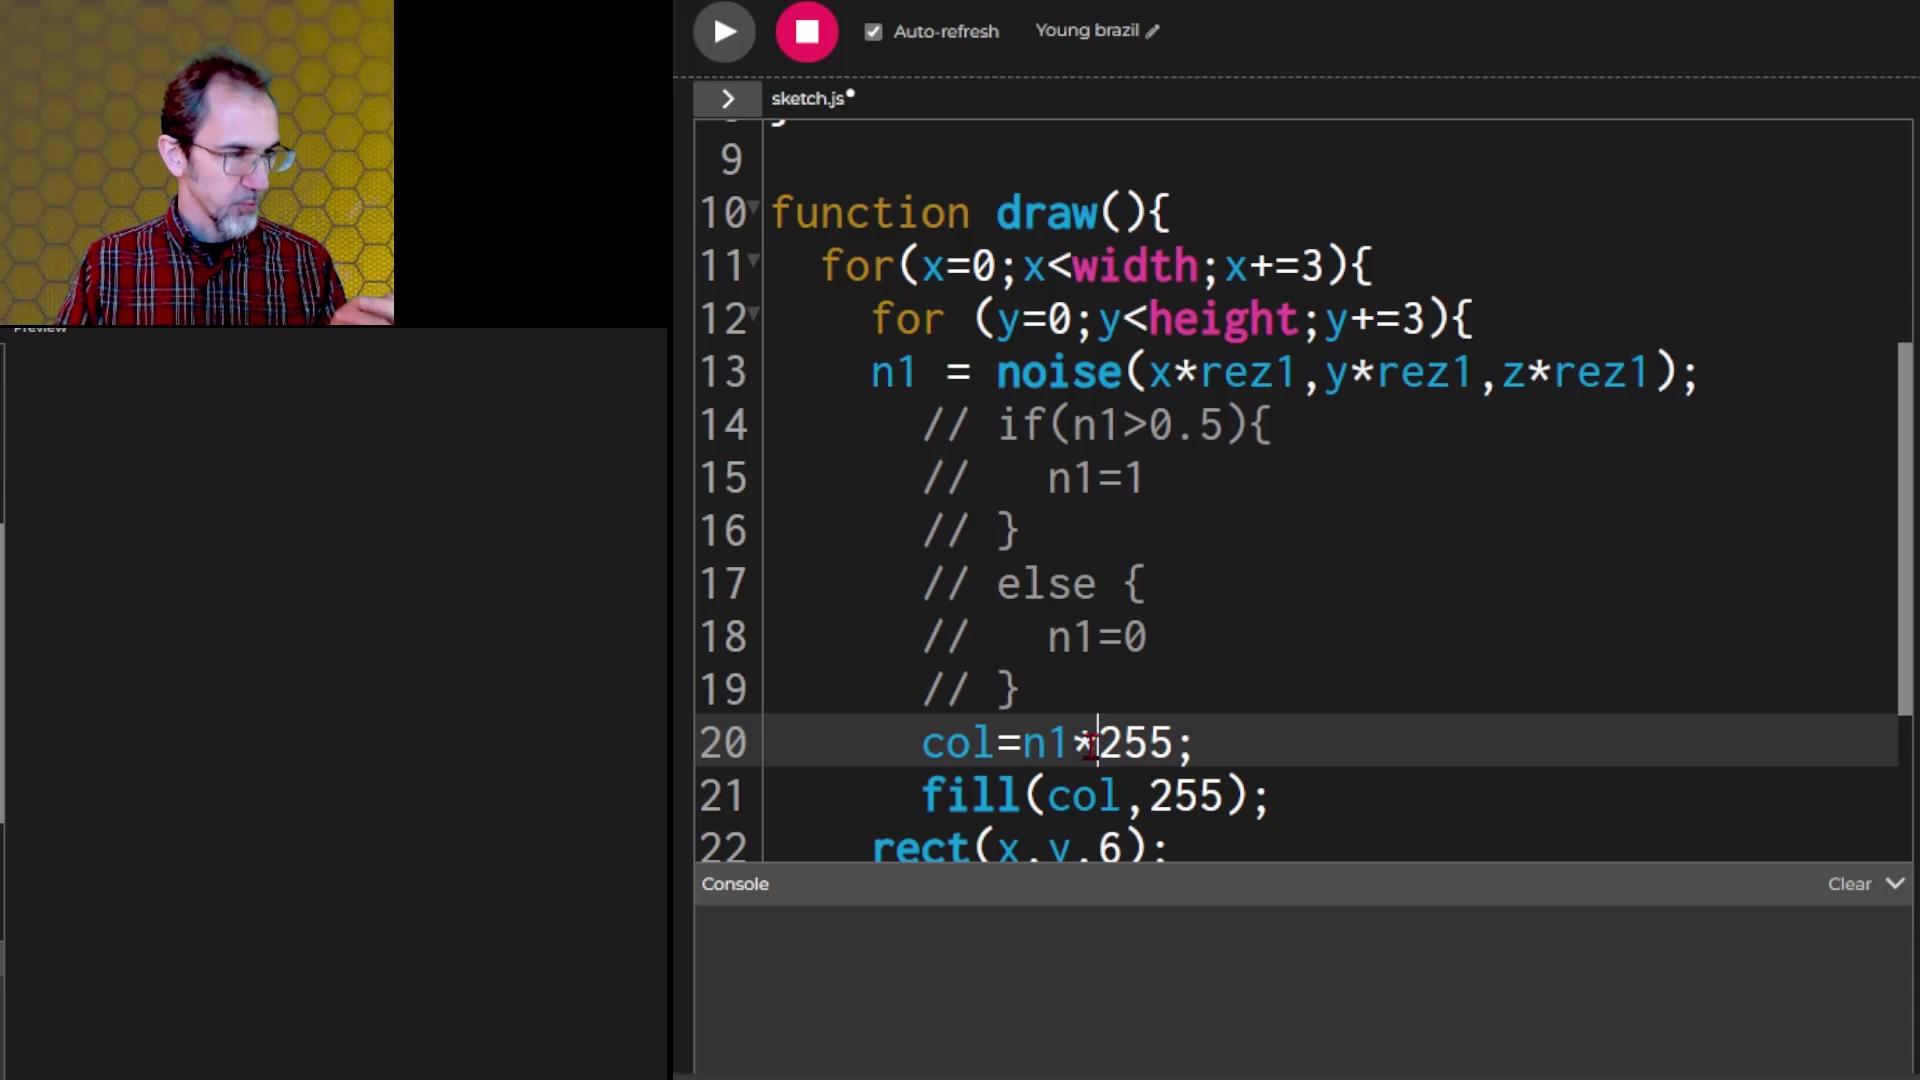 Auto-refresh
Young brazil
sketch.js
Preview
9
10 function draw(){
11 for(x=0;x<width;x+=3){
12 for (y=0;y<height;y+=3){
13 n1 = noise(x*rez1,y*rez1,z*rez1);
14 // if(n1>0.5){
15 // n1=1
16 // }
17 // else {
18 // n1=0
19 // }
20 col=n1*255;
21 fill(col,255);
22 rect(x,y,6);
Console
Clear